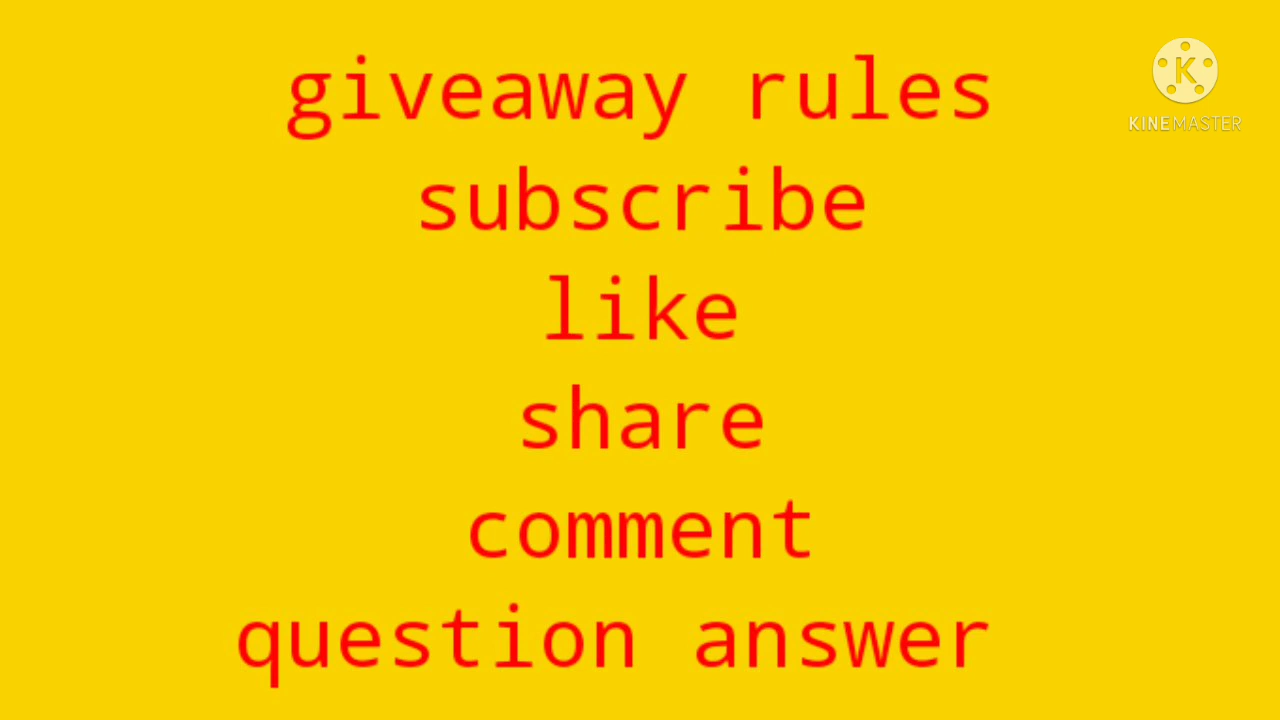 giveaway rules
KINEMASTER
subscribe
like
share
comment
question answer